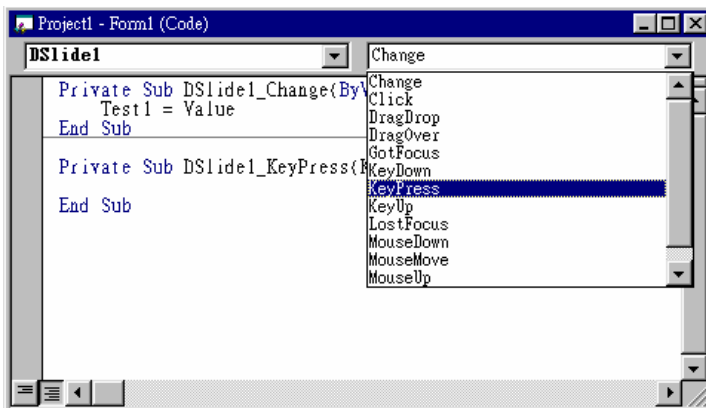 Project1 - Form1 (Code)
DSlide1
Change
Private Sub DSlide1_Change(ByV
Test1 = Value
End Sub
Private Sub DSlide1_KeyPress(K
End Sub
Change
Click
DragDrop
DragOver
GotFocus
KeyDown
KeyPress
KeyUp
LostFocus
MouseDown
MouseMove
MouseUp